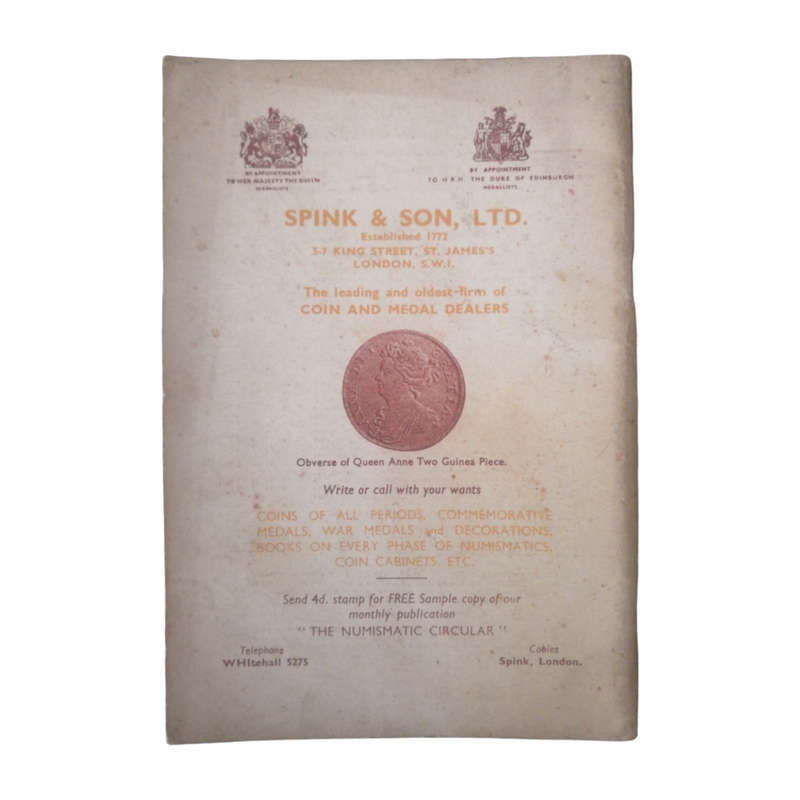 BY APPOINTMENT
TO HER MAJESTY THE QUEEN
MEDALLISTS
BY APPOINTMENT
TO H.R.H. THE DUKE OF EDINBURGH
MEDALLISTS
SPINK & SON, LTD.
Established 1772
5-7 KING STREET, ST. JAMES'S
LONDON, S.W.1.
The leading and oldest firm of
COIN AND MEDAL DEALERS
Obverse of Queen Anne Two Guinea Piece.
Write or call with your wants
COINS OF ALL PERIODS, COMMEMORATIVE
MEDALS, WAR MEDALS and DECORATIONS,
BOOKS ON EVERY PHASE OF NUMISMATICS,
COIN CABINETS, ETC.
Send 4d. stamp for FREE Sample copy of our
monthly publication
"THE NUMISMATIC CIRCULAR"
Telephone
WHItehall 5275
Cables
Spink, London.